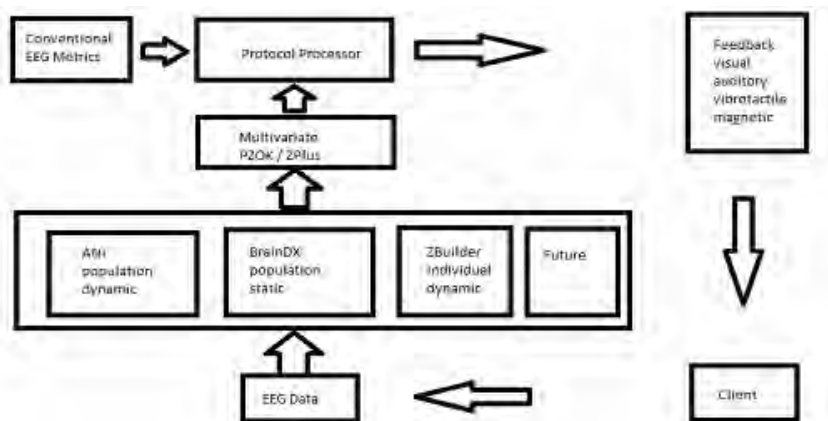 Conventional
EEG Metrics
Protocol Processor
Feedback
visual
auditory
vibrotactile
magnetic
Multivariate
PZOK / ZPlus
population
dynamic
BrainDX
population
static
ZBuilder
individual
dynamic
Future
EEG Data
Client